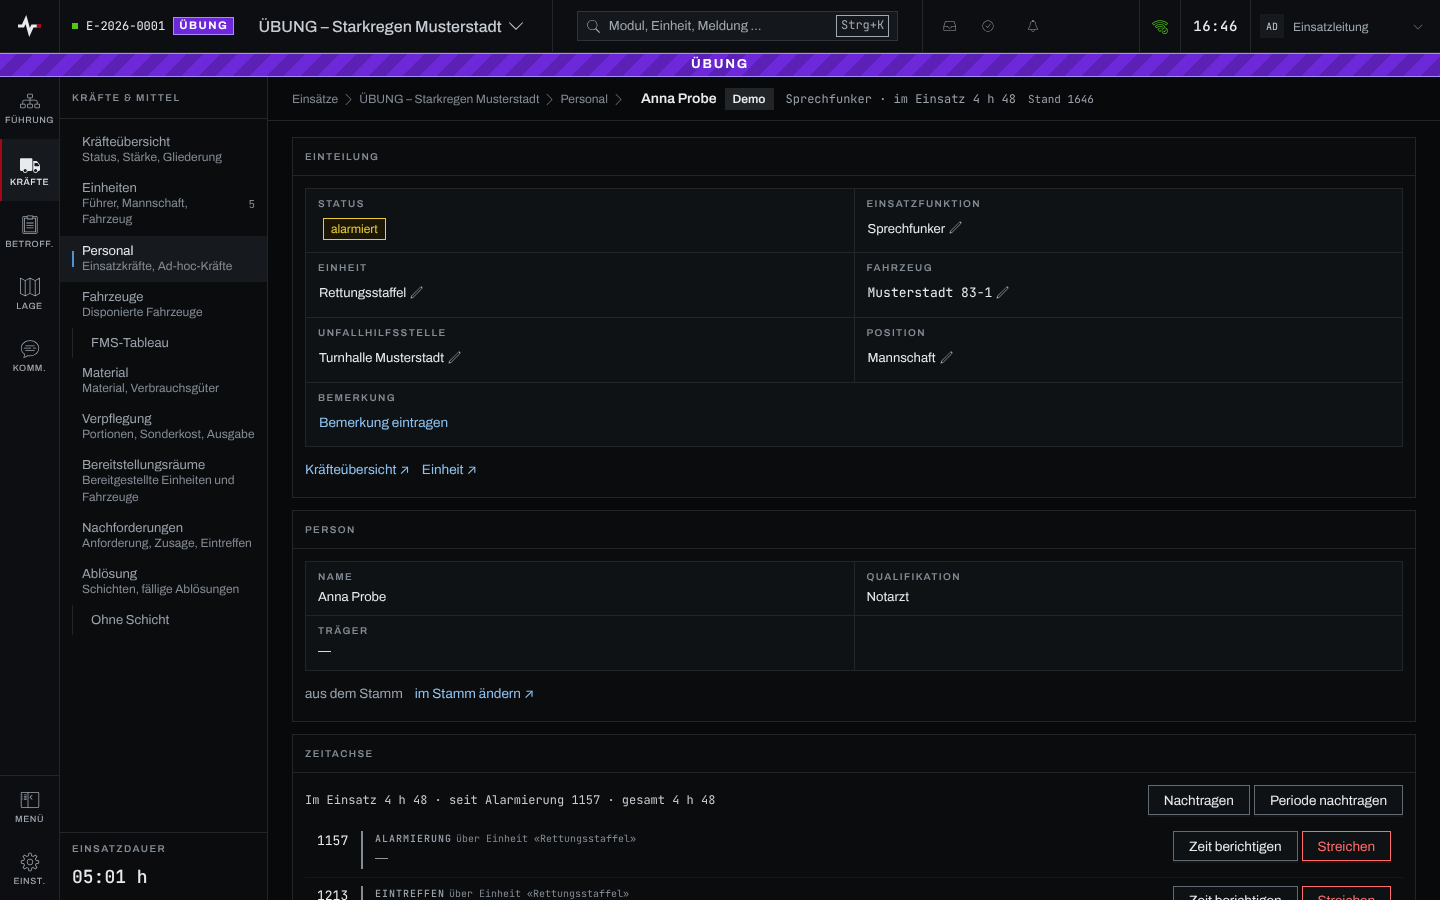 E-2026-0001 ÜBUNG ÜBUNG – Starkregen Musterstadt Modul, Einheit, Meldung ... Strg+K 16:46 AD Einsatzleitung
ÜBUNG
FÜHRUNG
KRÄFTE
BETROFF.
LAGE
KOMM.
MENÜ
EINST.
KRÄFTE & MITTEL
Kräfteübersicht
Status, Stärke, Gliederung
Einheiten
Führer, Mannschaft,
Fahrzeug
5
Personal
Einsatzkräfte, Ad-hoc-Kräfte
Fahrzeuge
Disponierte Fahrzeuge
FMS-Tableau
Material
Material, Verbrauchsgüter
Verpflegung
Portionen, Sonderkost, Ausgabe
Bereitstellungsräume
Bereitgestellte Einheiten und
Fahrzeuge
Nachforderungen
Anforderung, Zusage, Eintreffen
Ablösung
Schichten, fällige Ablösungen
Ohne Schicht
EINSATZDAUER
05:01 h
Einsätze ÜBUNG – Starkregen Musterstadt Personal Anna Probe Demo Sprechfunker · im Einsatz 4 h 48 Stand 1646
EINTEILUNG
STATUS
alarmiert
EINSATZFUNKTION
Sprechfunker
EINHEIT
Rettungsstaffel
FAHRZEUG
Musterstadt 83-1
UNFALLHILFSSTELLE
Turnhalle Musterstadt
POSITION
Mannschaft
BEMERKUNG
Bemerkung eintragen
Kräfteübersicht ↗ Einheit ↗
PERSON
NAME
Anna Probe
QUALIFIKATION
Notarzt
TRÄGER
—
aus dem Stamm im Stamm ändern ↗
ZEITACHSE
Im Einsatz 4 h 48 · seit Alarmierung 1157 · gesamt 4 h 48 Nachtragen Periode nachtragen
1157 ALARMIERUNG über Einheit «Rettungsstaffel» Zeit berichtigen Streichen
—
1213 EINTREFFEN über Einheit «Rettungsstaffel» Zeit berichtigen Streichen